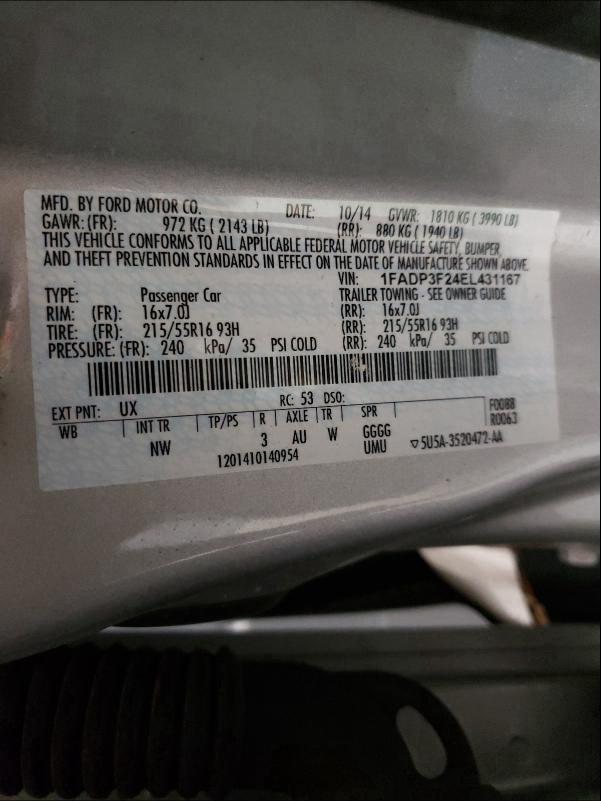 MFD. BY FORD MOTOR CO. DATE: 10/14 GVWR: 1810 KG ( 3990 LB)
GAWR: (FR): 972 KG ( 2143 LB) (RR): 880 KG ( 1940 LB)
THIS VEHICLE CONFORMS TO ALL APPLICABLE FEDERAL MOTOR VEHICLE SAFETY, BUMPER,
AND THEFT PREVENTION STANDARDS IN EFFECT ON THE DATE OF MANUFACTURE SHOWN ABOVE.
VIN: 1FADP3F24EL431167
TYPE: Passenger Car TRAILER TOWING - SEE OWNER GUIDE
RIM: (FR): 16x7.0J (RR): 16x7.0J
TIRE: (FR): 215/55R16 93H (RR): 215/55R16 93H
PRESSURE: (FR): 240 kPa/ 35 PSI COLD (RR): 240 kPa/ 35 PSI COLD
EXT PNT: UX RC: 53 DSO: F0088
WB INT TR TP/PS R AXLE TR SPR R0063
NW 3 AU W GGGG
1201410140954 UMU ▽5U5A-3520472-AA